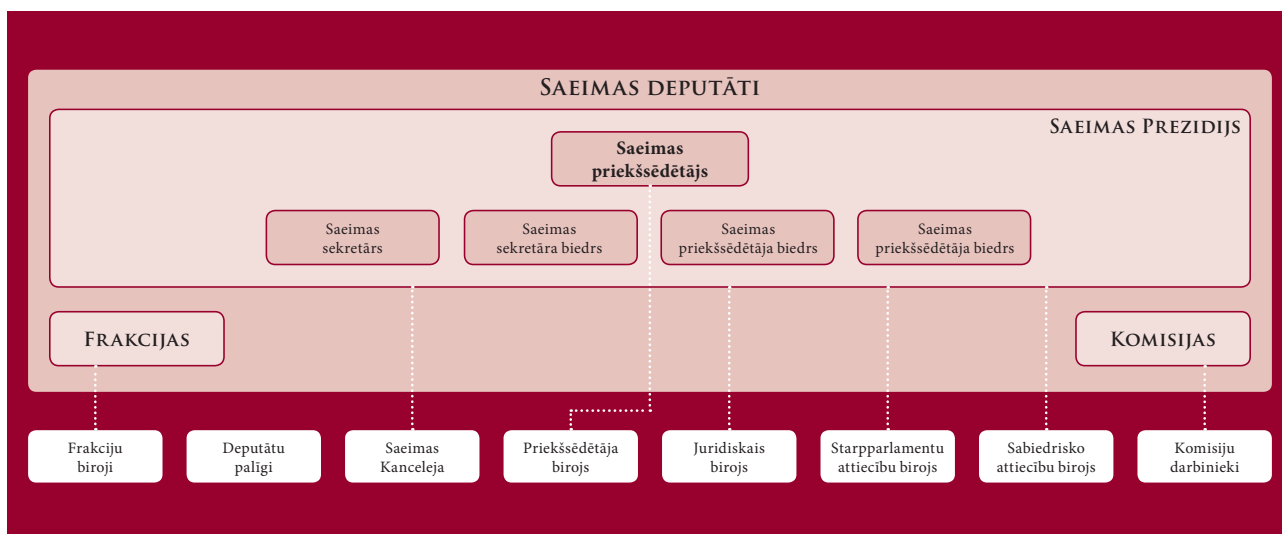 SAEIMAS DEPUTĀTI
SAEIMAS PREZIDIJS
Saeimas
priekšsēdētājs
Saeimas
sekretārs
Saeimas
sekretāra biedrs
Saeimas
priekšsēdētāja biedrs
Saeimas
priekšsēdētāja biedrs
FRAKCIJAS
KOMISIJAS
Frakciju
biroji
Deputātu
palīgi
Saeimas
Kanceleja
Priekšsēdētāja
birojs
Juridiskais
birojs
Starpparlamentu
attiecību birojs
Sabiedrisko
attiecību birojs
Komisiju
darbinieki